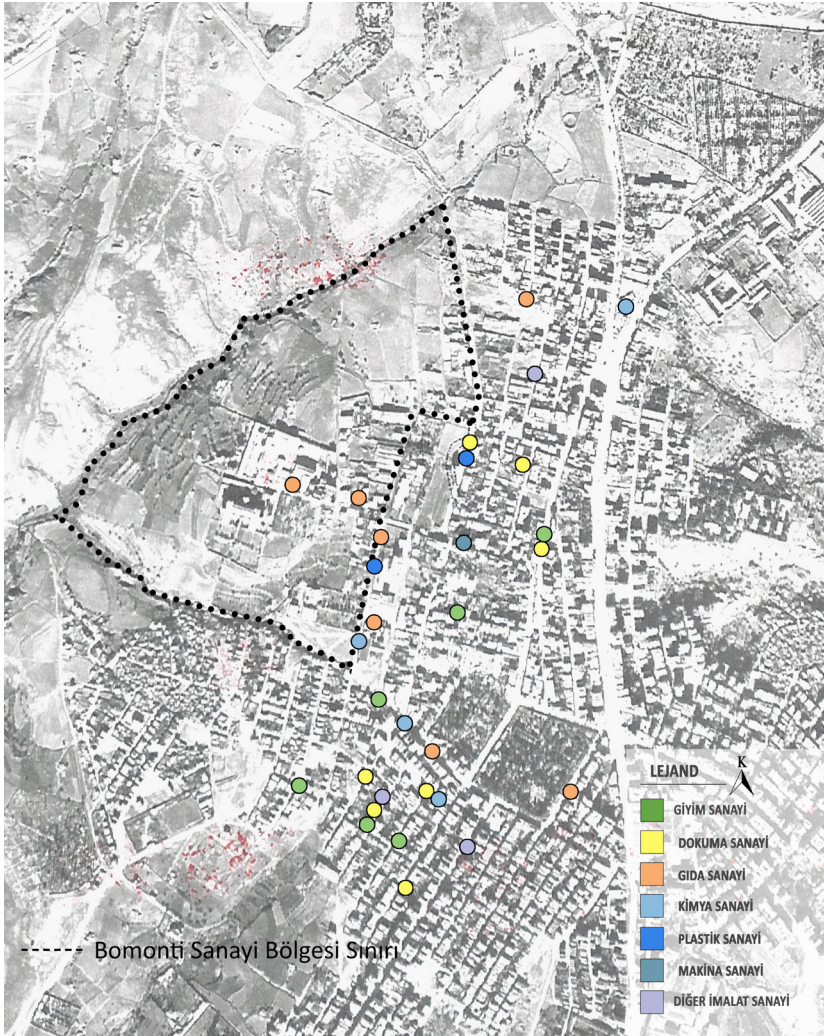 LEJAND
K
GİYİM SANAYİ
DOKUMA SANAYİ
GIDA SANAYİ
KİMYA SANAYİ
PLASTİK SANAYİ
MAKİNA SANAYİ
DİĞER İMALAT SANAYİ
Bomonti Sanayi Bölgesi Sınırı